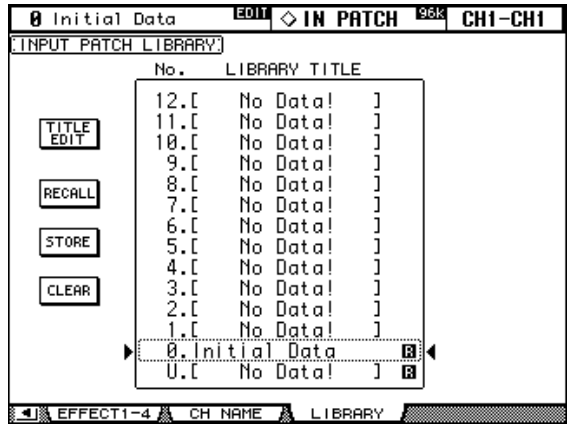 0 Initial Data EDIT ◇ IN PATCH 96k CH1-CH1
INPUT PATCH LIBRARY
No. LIBRARY TITLE
12.[ No Data! ]
11.[ No Data! ]
10.[ No Data! ]
9.[ No Data! ]
8.[ No Data! ]
7.[ No Data! ]
6.[ No Data! ]
5.[ No Data! ]
4.[ No Data! ]
3.[ No Data! ]
2.[ No Data! ]
1.[ No Data! ]
0.Initial Data R
U.[ No Data! ] R
TITLE
EDIT
RECALL
STORE
CLEAR
EFFECT1-4 CH NAME LIBRARY